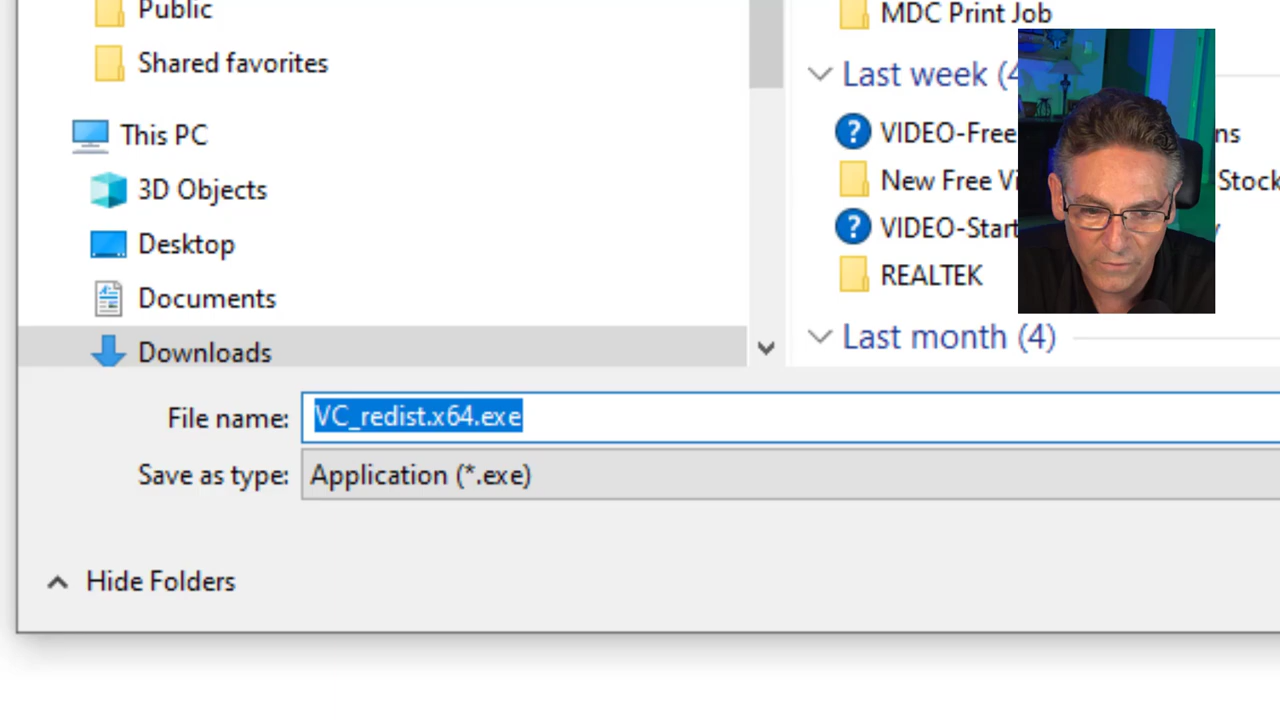 Public
Shared favorites
This PC
3D Objects
Desktop
Documents
Downloads
MDC Print Job
Last week (4
VIDEO-Free ns
New Free Vi Stock
VIDEO-Start
REALTEK
Last month (4)
File name: VC_redist.x64.exe
Save as type: Application (*.exe)
Hide Folders